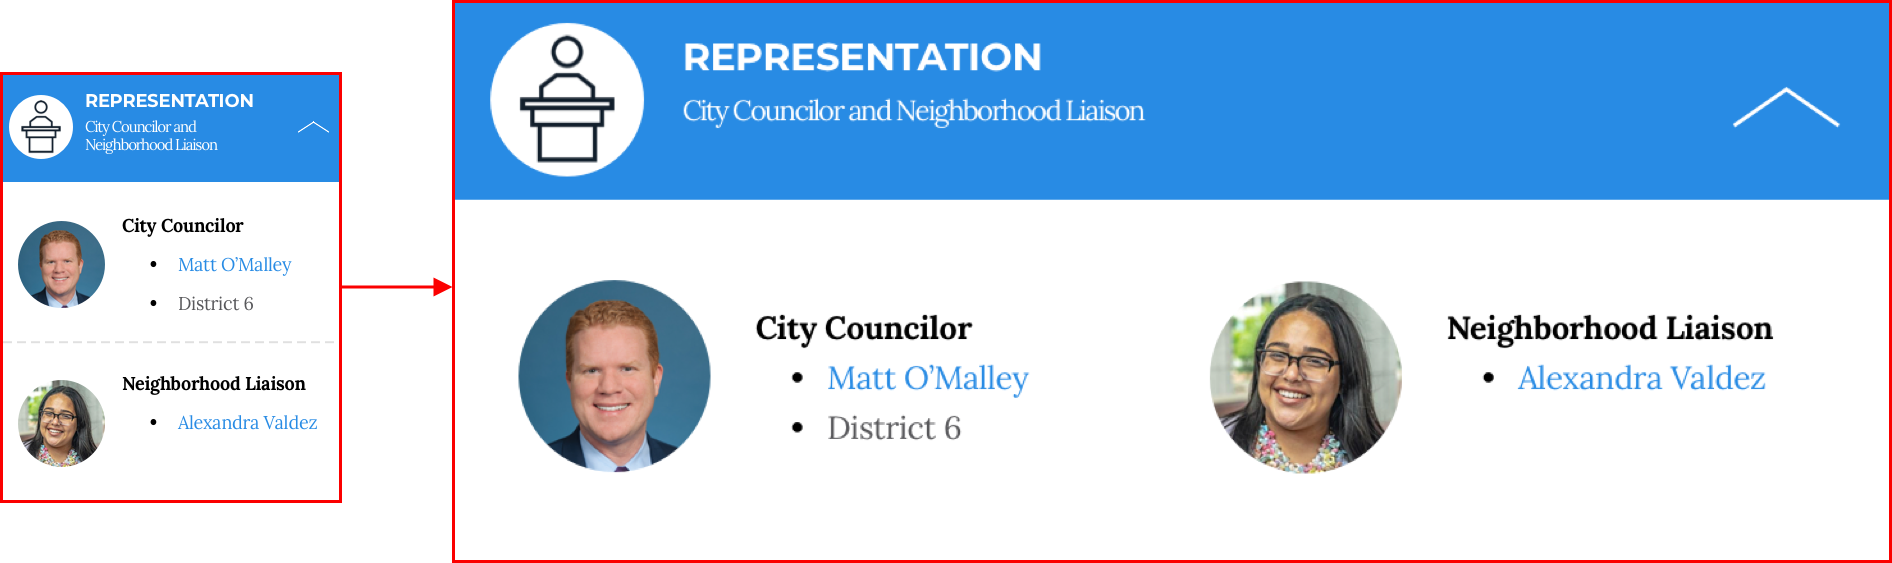 REPRESENTATION
City Councilor and
Neighborhood Liaison
City Councilor
• Matt O’Malley
• District 6
Neighborhood Liaison
• Alexandra Valdez
REPRESENTATION
City Councilor and Neighborhood Liaison
City Councilor
• Matt O’Malley
• District 6
Neighborhood Liaison
• Alexandra Valdez